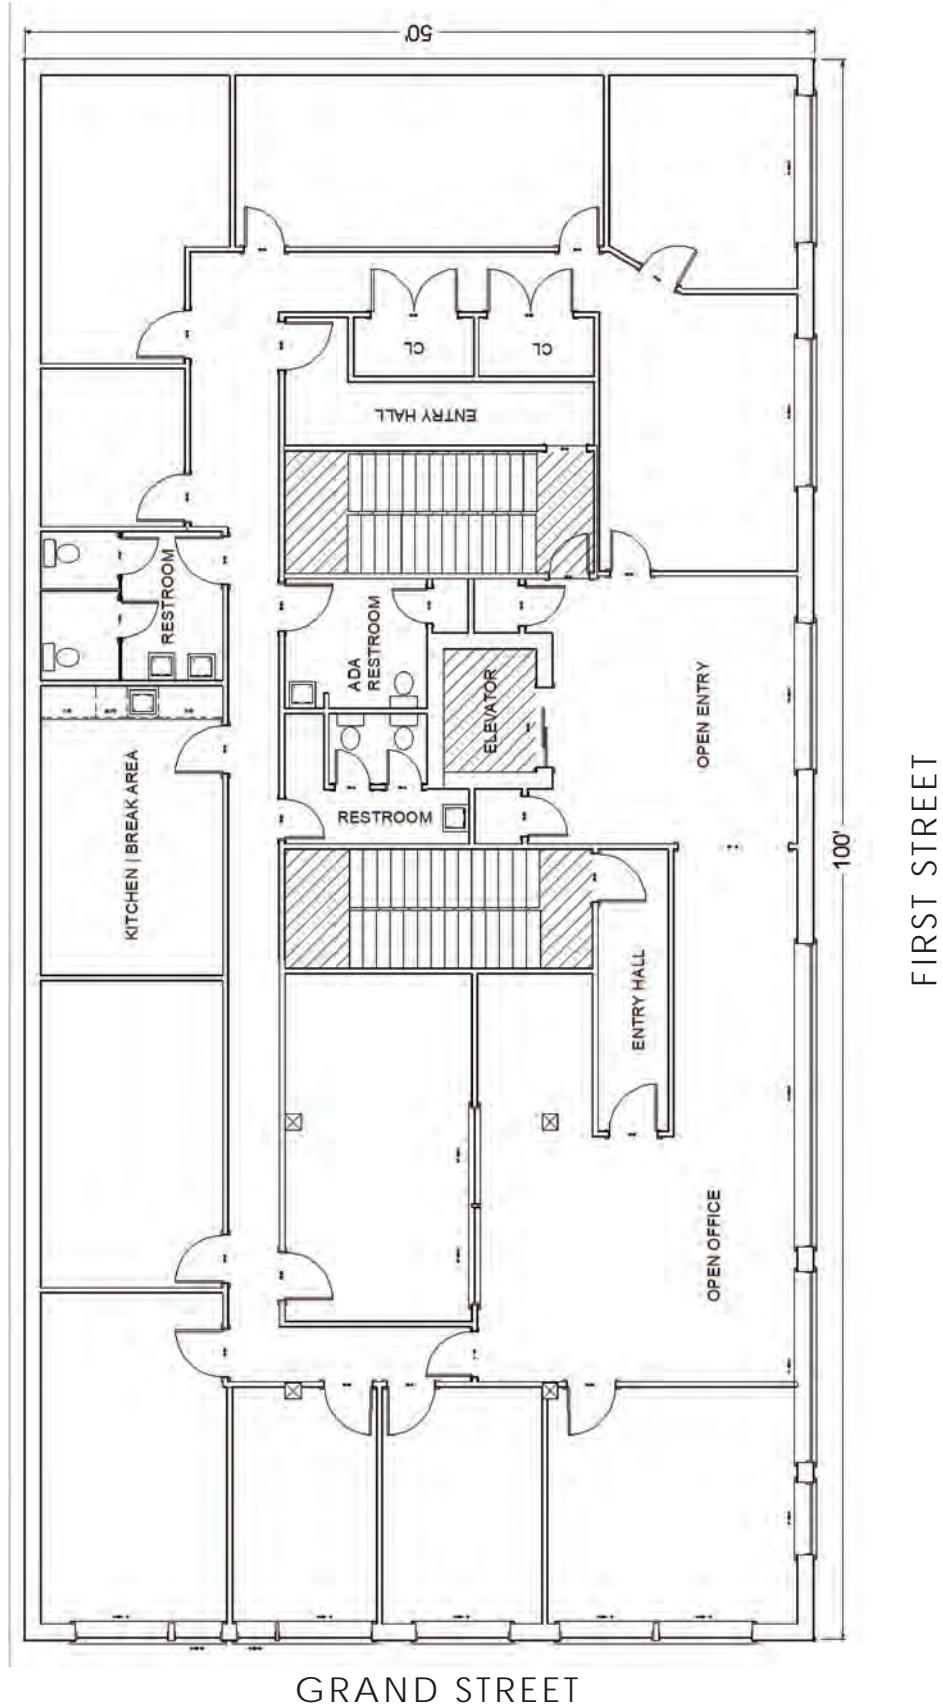 50'
CL
CL
ENTRY HALL
RESTROOM
ADA
RESTROOM
ELEVATOR
OPEN ENTRY
KITCHEN | BREAK AREA
RESTROOM
100'
FIRST STREET
ENTRY HALL
OPEN OFFICE
GRAND STREET